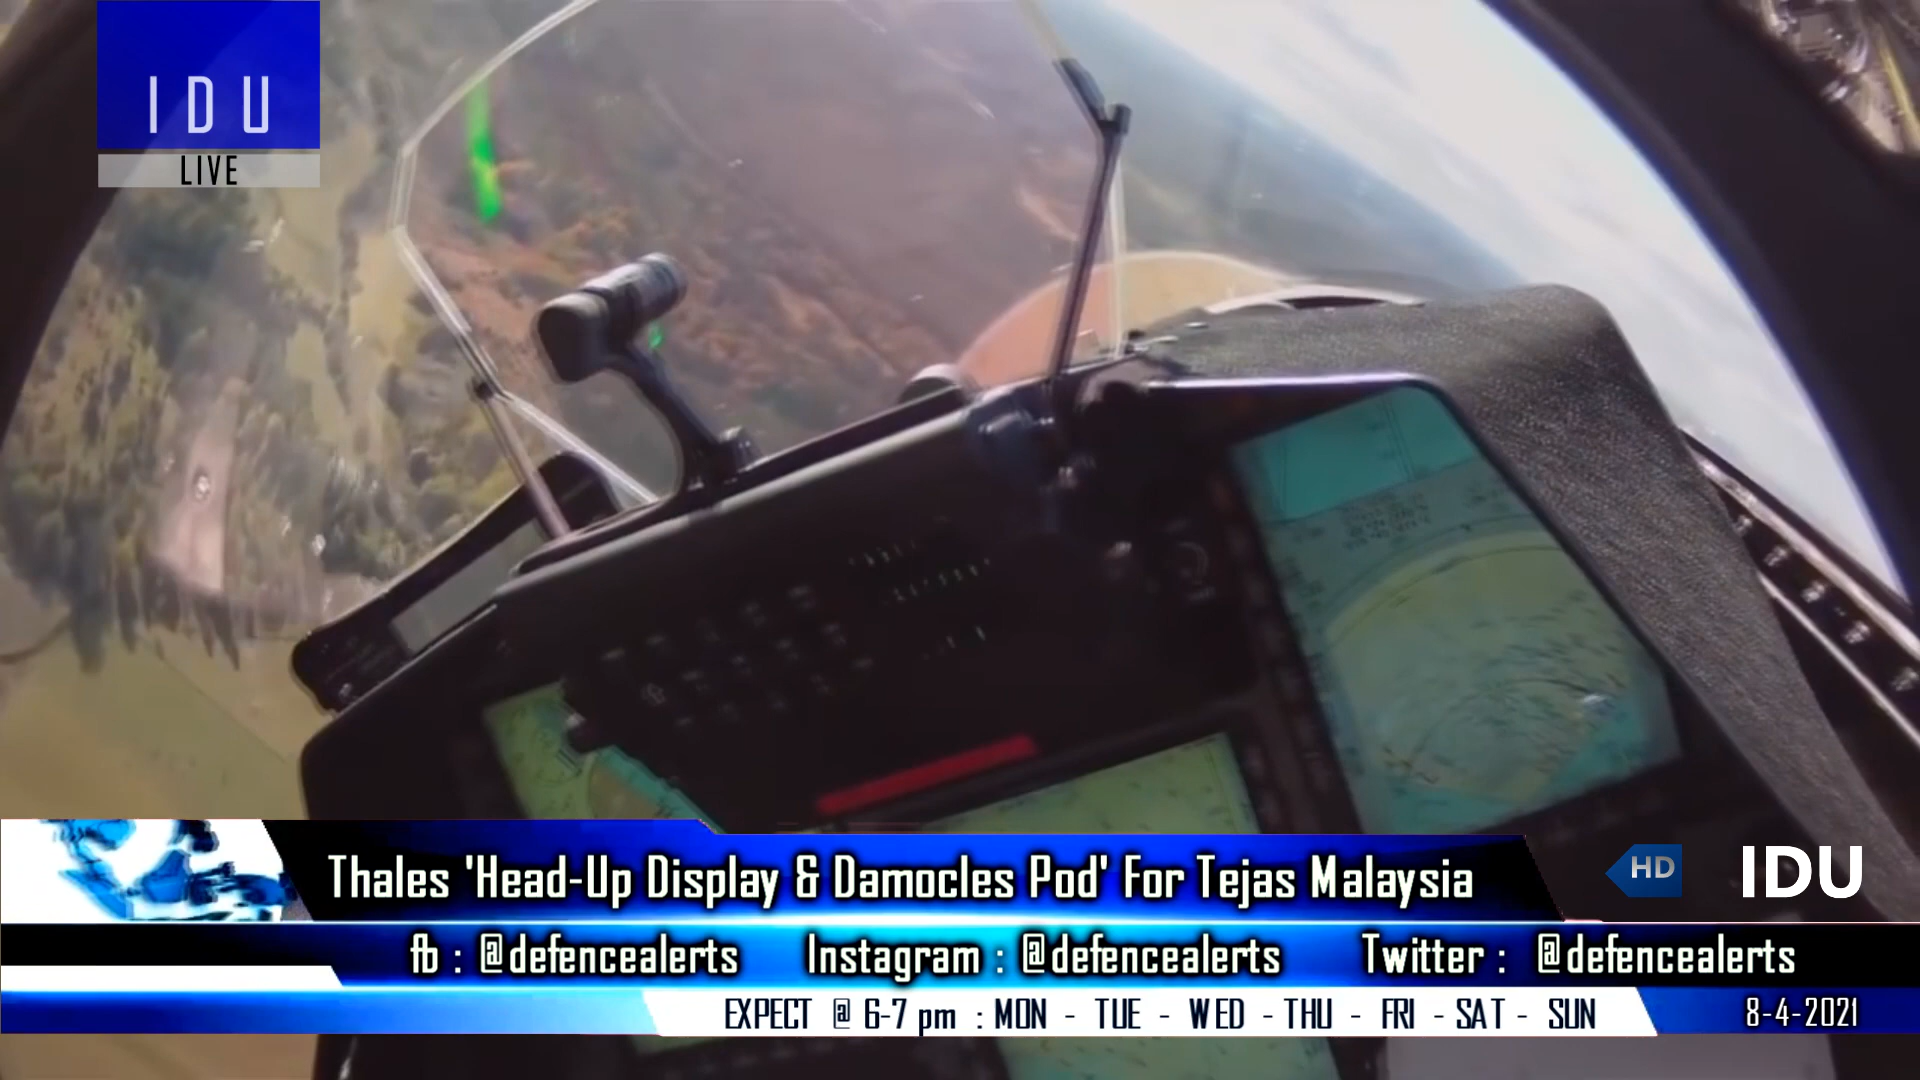 IDU
LIVE
Thales 'Head-Up Display & Damocles Pod' For Tejas Malaysia
HD
IDU
fb : @defencealerts Instagram : @defencealerts Twitter : @defencealerts
EXPECT @ 6-7 pm : MON - TUE - WED - THU - FRI - SAT - SUN
8-4-2021